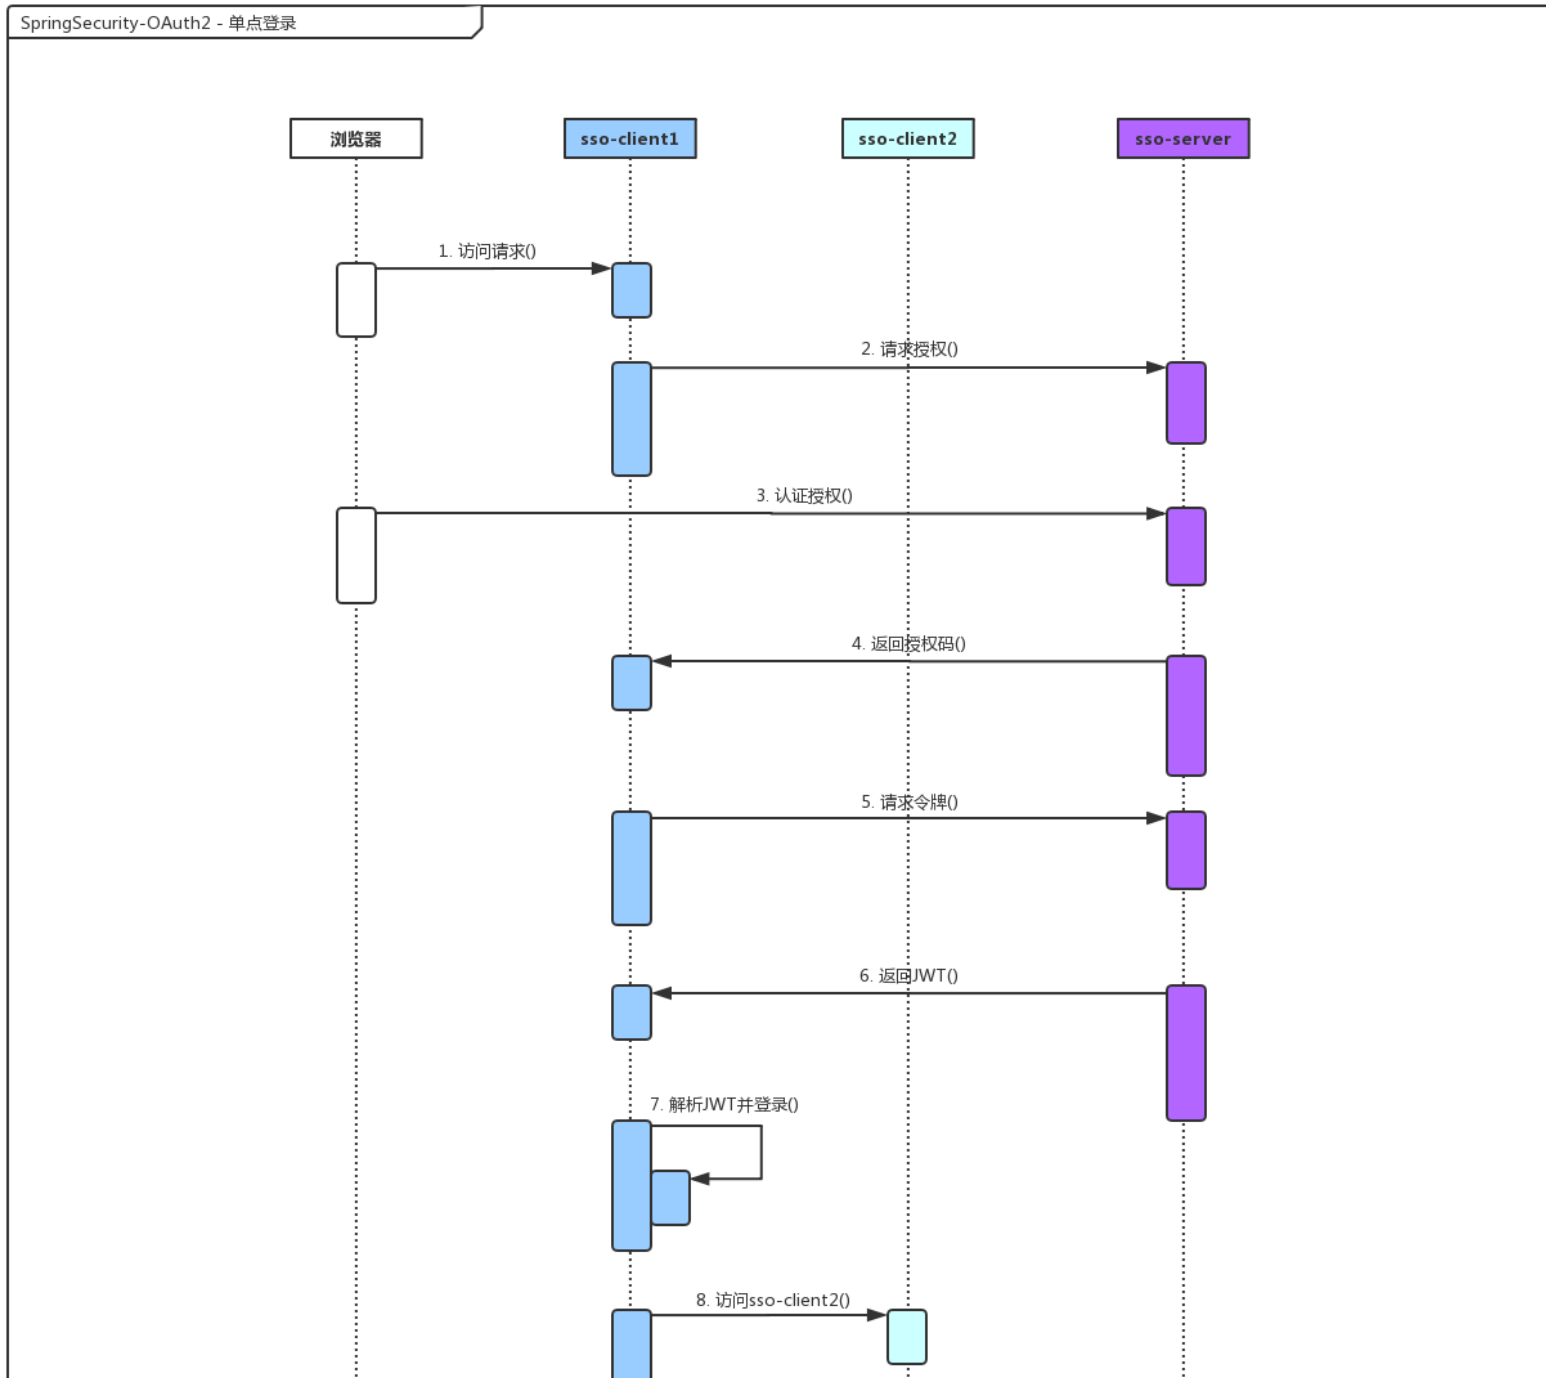 SpringSecurity-OAuth2 - 单点登录
浏览器
sso-client1
sso-client2
sso-server
1. 访问请求()
2. 请求授权()
3. 认证授权()
4. 返回授权码()
5. 请求令牌()
6. 返回JWT()
7. 解析JWT并登录()
8. 访问sso-client2()